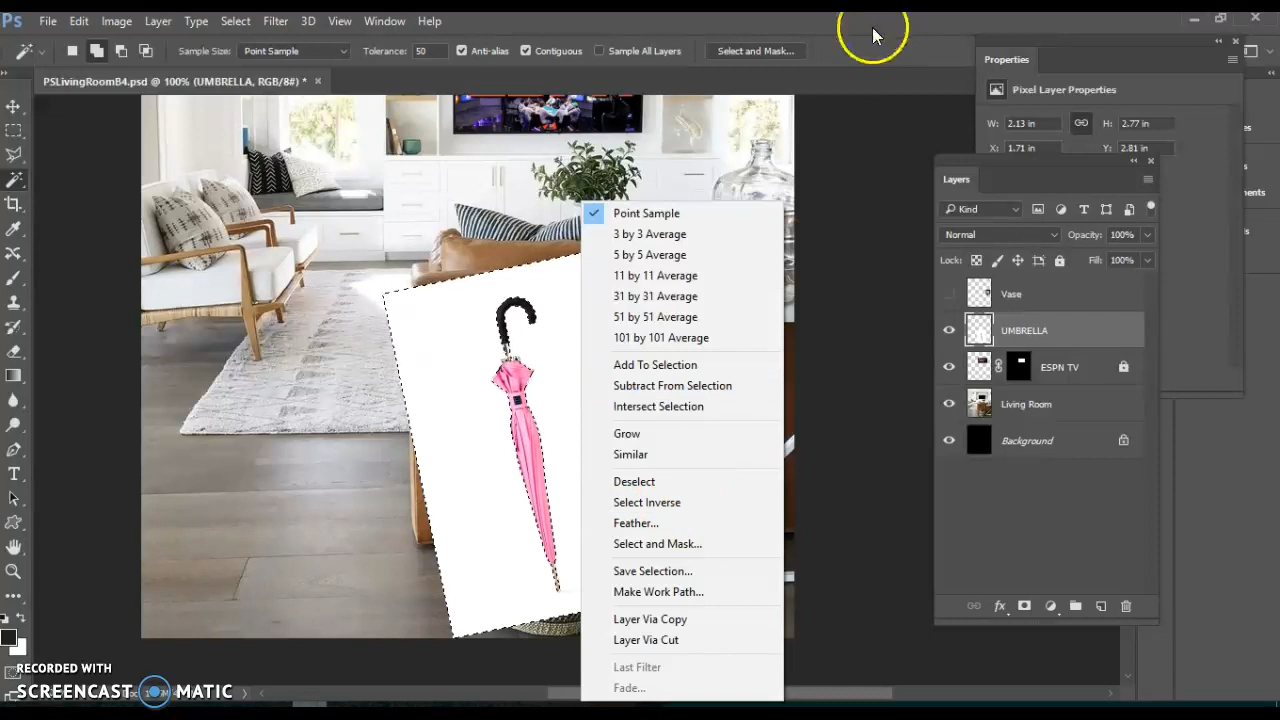 Ps File Edit Image Layer Type Select Filter 3D View Window Help
Sample Size: Point Sample Tolerance: 50 Anti-alias Contiguous Sample All Layers Select and Mask...
PSLivingRoomB4.psd @ 100% (UMBRELLA, RGB/8#) *
Properties
Pixel Layer Properties
W: 2.13 in H: 2.77 in
X: 1.71 in Y: 2.81 in
Layers
Kind
Normal Opacity: 100%
Lock: Fill: 100%
Vase
UMBRELLA
ESPN TV
Living Room
Background
Point Sample
3 by 3 Average
5 by 5 Average
11 by 11 Average
31 by 31 Average
51 by 51 Average
101 by 101 Average
Add To Selection
Subtract From Selection
Intersect Selection
Grow
Similar
Deselect
Select Inverse
Feather...
Select and Mask...
Save Selection...
Make Work Path...
Layer Via Copy
Layer Via Cut
Last Filter
Fade...
RECORDED WITH
SCREENCAST MATIC